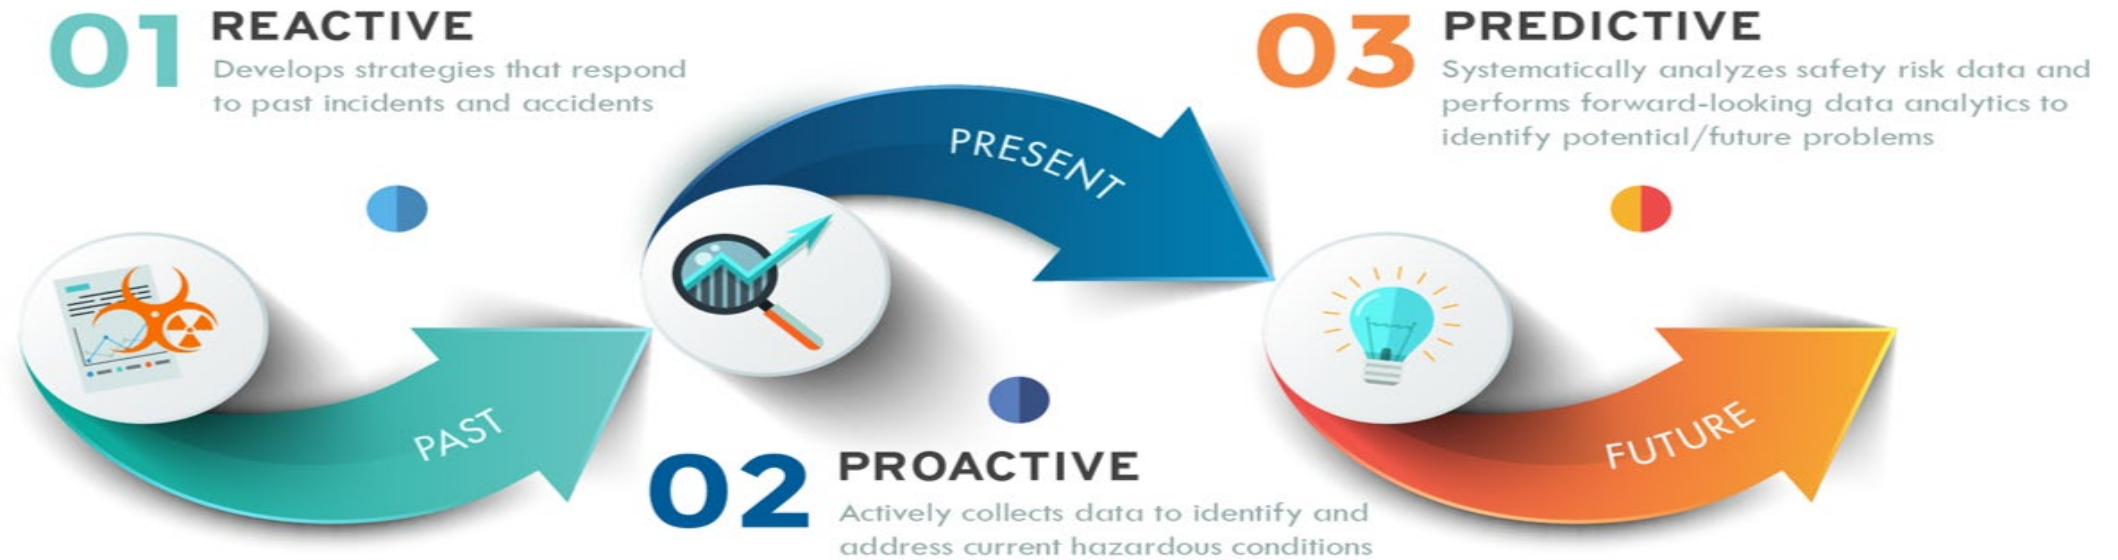 01
REACTIVE
Develops strategies that respond
to past incidents and accidents
PAST
PRESENT
02
PROACTIVE
Actively collects data to identify and
address current hazardous conditions
03
PREDICTIVE
Systematically analyzes safety risk data and
performs forward-looking data analytics to
identify potential/future problems
FUTURE